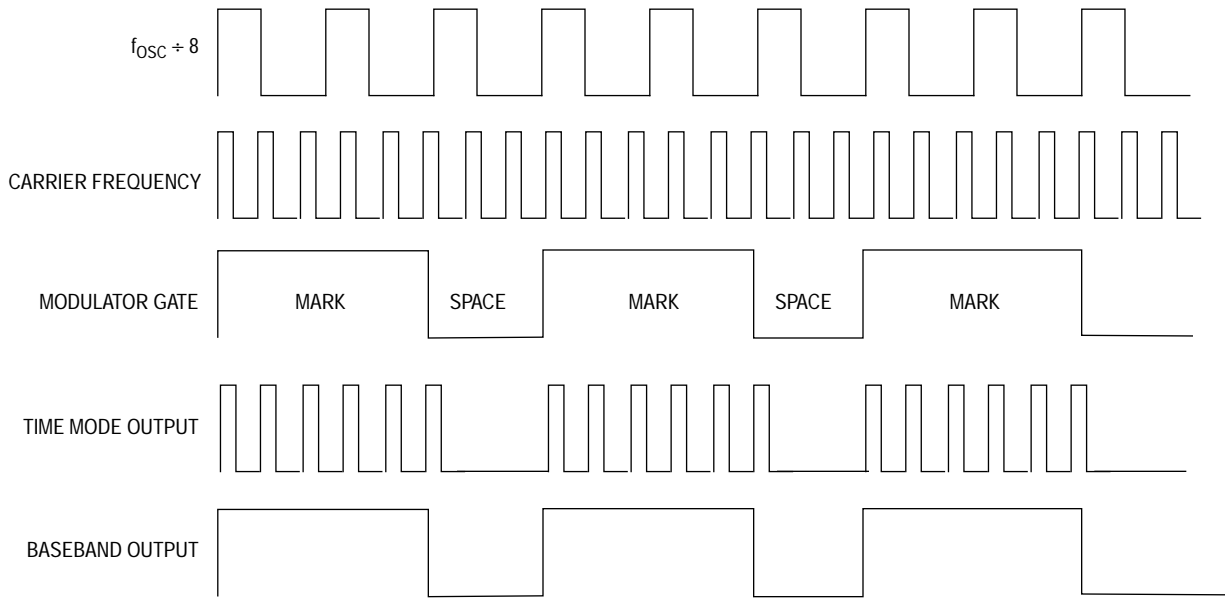 fOSC ÷ 8
CARRIER FREQUENCY
MODULATOR GATE
MARK
SPACE
MARK
SPACE
MARK
TIME MODE OUTPUT
BASEBAND OUTPUT